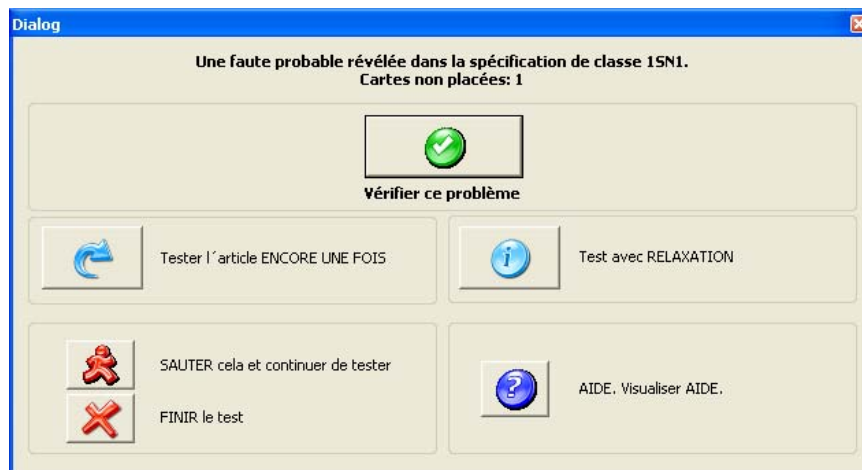 Dialog
Une faute probable révélée dans la spécification de classe 1SN1.
Cartes non placées: 1
Vérifier ce problème
Tester l´article ENCORE UNE FOIS
Test avec RELAXATION
SAUTER cela et continuer de tester
FINIR le test
AIDE. Visualiser AIDE.